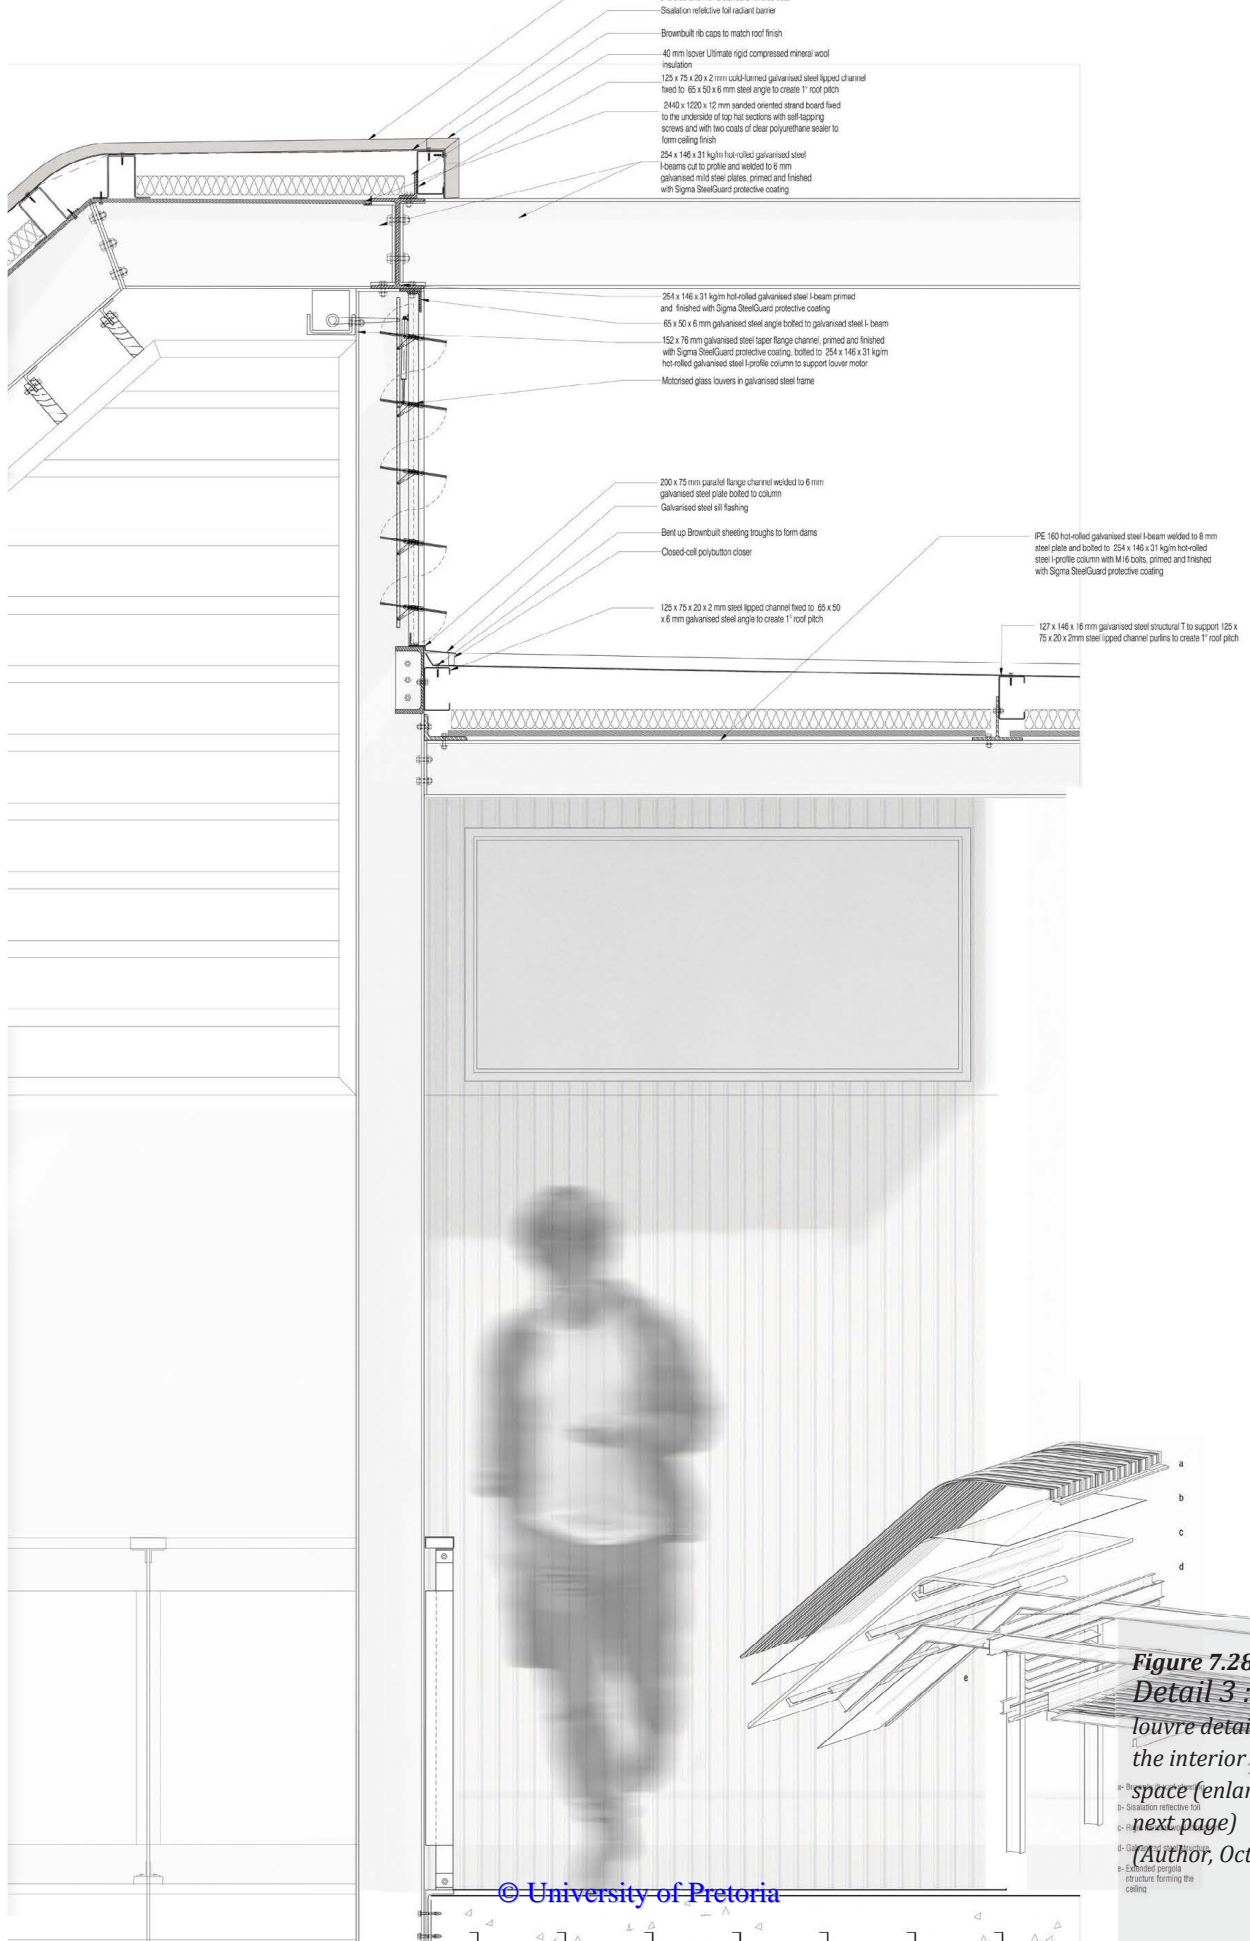 Sisalation refelctive foil radiant barrier
Brownbuilt rib caps to match roof finish
40 mm Isover Ultimate rigid compressed mineral wool
insulation
125 x 75 x 20 x 2 mm cold-formed galvanised steel lipped channel
fixed to 65 x 50 x 6 mm steel angle to create 1° roof pitch
2440 x 1220 x 12 mm sanded oriented strand board fixed
to the underside of top hat sections with self-tapping
screws and with two coats of clear polyurethane sealer to
form ceiling finish
254 x 146 x 31 kg/m hot-rolled galvanised steel
I-beams cut to profile and welded to 6 mm
galvanised mild steel plates, primed and finished
with Sigma SteelGuard protective coating
254 x 146 x 31 kg/m hot-rolled galvanised steel I-beam primed
and finished with Sigma SteelGuard protective coating
65 x 50 x 6 mm galvanised steel angle bolted to galvanised steel I- beam
152 x 76 mm galvanised steel taper flange channel, primed and finished
with Sigma SteelGuard protective coating, bolted to 254 x 146 x 31 kg/m
hot-rolled galvanised steel I-profile column to support louver motor
Motorised glass louvers in galvanised steel frame
200 x 75 mm parallel flange channel welded to 6 mm
galvanised steel plate bolted to column
Galvanised steel sill flashing
Bent up Brownbuilt sheeting troughs to form dams
Closed-cell polybutton closer
IPE 160 hot-rolled galvanised steel I-beam welded to 8 mm
steel plate and bolted to 254 x 146 x 31 kg/m hot-rolled
steel I-profile column with M16 bolts, primed and finished
with Sigma SteelGuard protective coating
125 x 75 x 20 x 2 mm steel lipped channel fixed to 65 x 50
x 6 mm galvanised steel angle to create 1° roof pitch
127 x 146 x 16 mm galvanised steel structural T to support 125 x
75 x 20 x 2mm steel lipped channel purlins to create 1° roof pitch
a
b
c
d
e
Figure 7.28
Detail 3 :
louvre detai
the interior
space (enlar
next page)
(Author, Oct
b- Sisalation reflective foil
d- Galvanised steel structure
e- Extended pergola
structure forming the
ceiling
© University of Pretoria